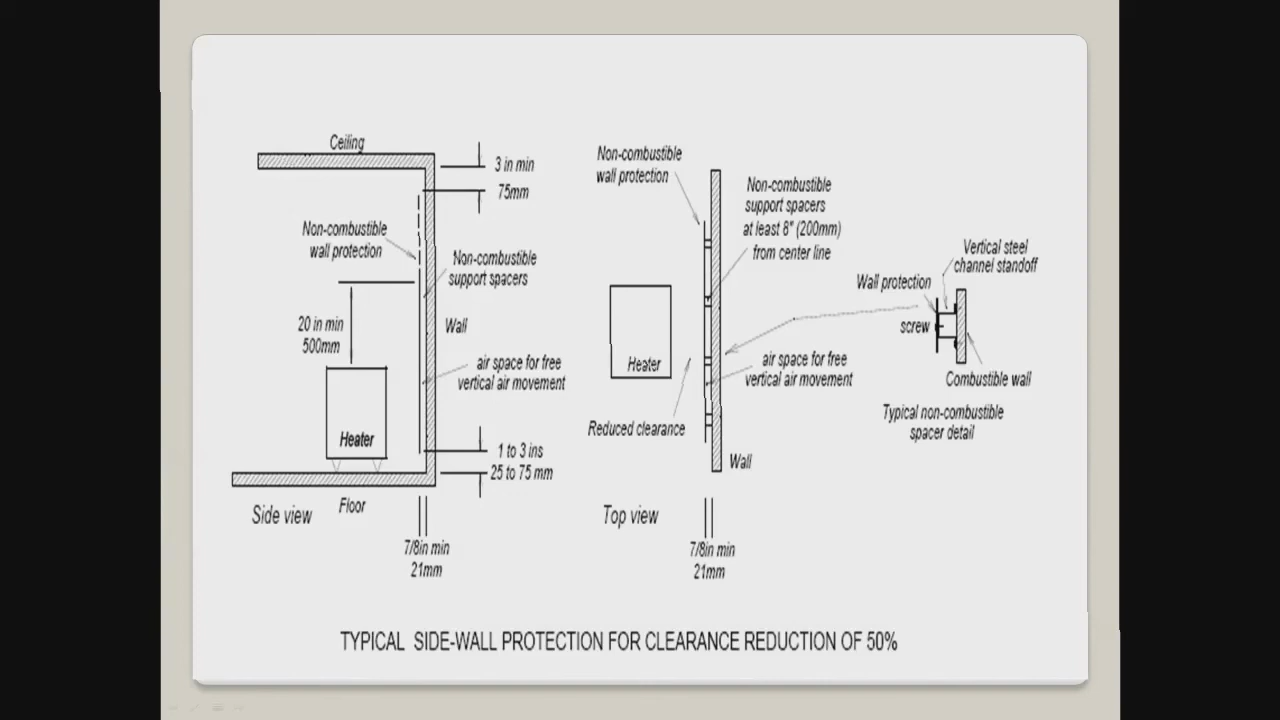 Ceiling
3 in min
75mm
Non-combustible
wall protection
Non-combustible
support spacers
20 in min
500mm
Wall
air space for free
vertical air movement
Heater
1 to 3 ins
25 to 75 mm
Side view
Floor
7/8in min
21mm
Non-combustible
wall protection
Non-combustible
support spacers
at least 8" (200mm)
from center line
Heater
air space for free
vertical air movement
Reduced clearance
Wall
Top view
7/8in min
21mm
Vertical steel
channel standoff
Wall protection
screw
Combustible wall
Typical non-combustible
spacer detail
TYPICAL SIDE-WALL PROTECTION FOR CLEARANCE REDUCTION OF 50%